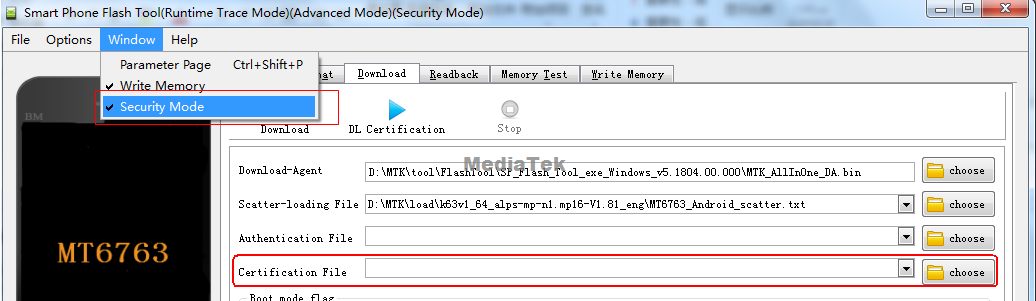 Smart Phone Flash Tool(Runtime Trace Mode)(Advanced Mode)(Security Mode)
File Options Window Help
Parameter Page Ctrl+Shift+P
Write Memory
Security Mode
at Download Readback Memory Test Write Memory
BM
Download DL Certification Stop
MediaTek
Download-Agent D:\MTK\tool\FlashTool\SP_Flash_Tool_exe_Windows_v5.1804.00.000\MTK_AllInOne_DA.bin choose
Scatter-loading File D:\MTK\load\k63v1_64_alps-mp-n1.mp16-V1.81_eng\MT6763_Android_scatter.txt choose
Authentication File choose
MT6763
Certification File choose
Boot mode flag